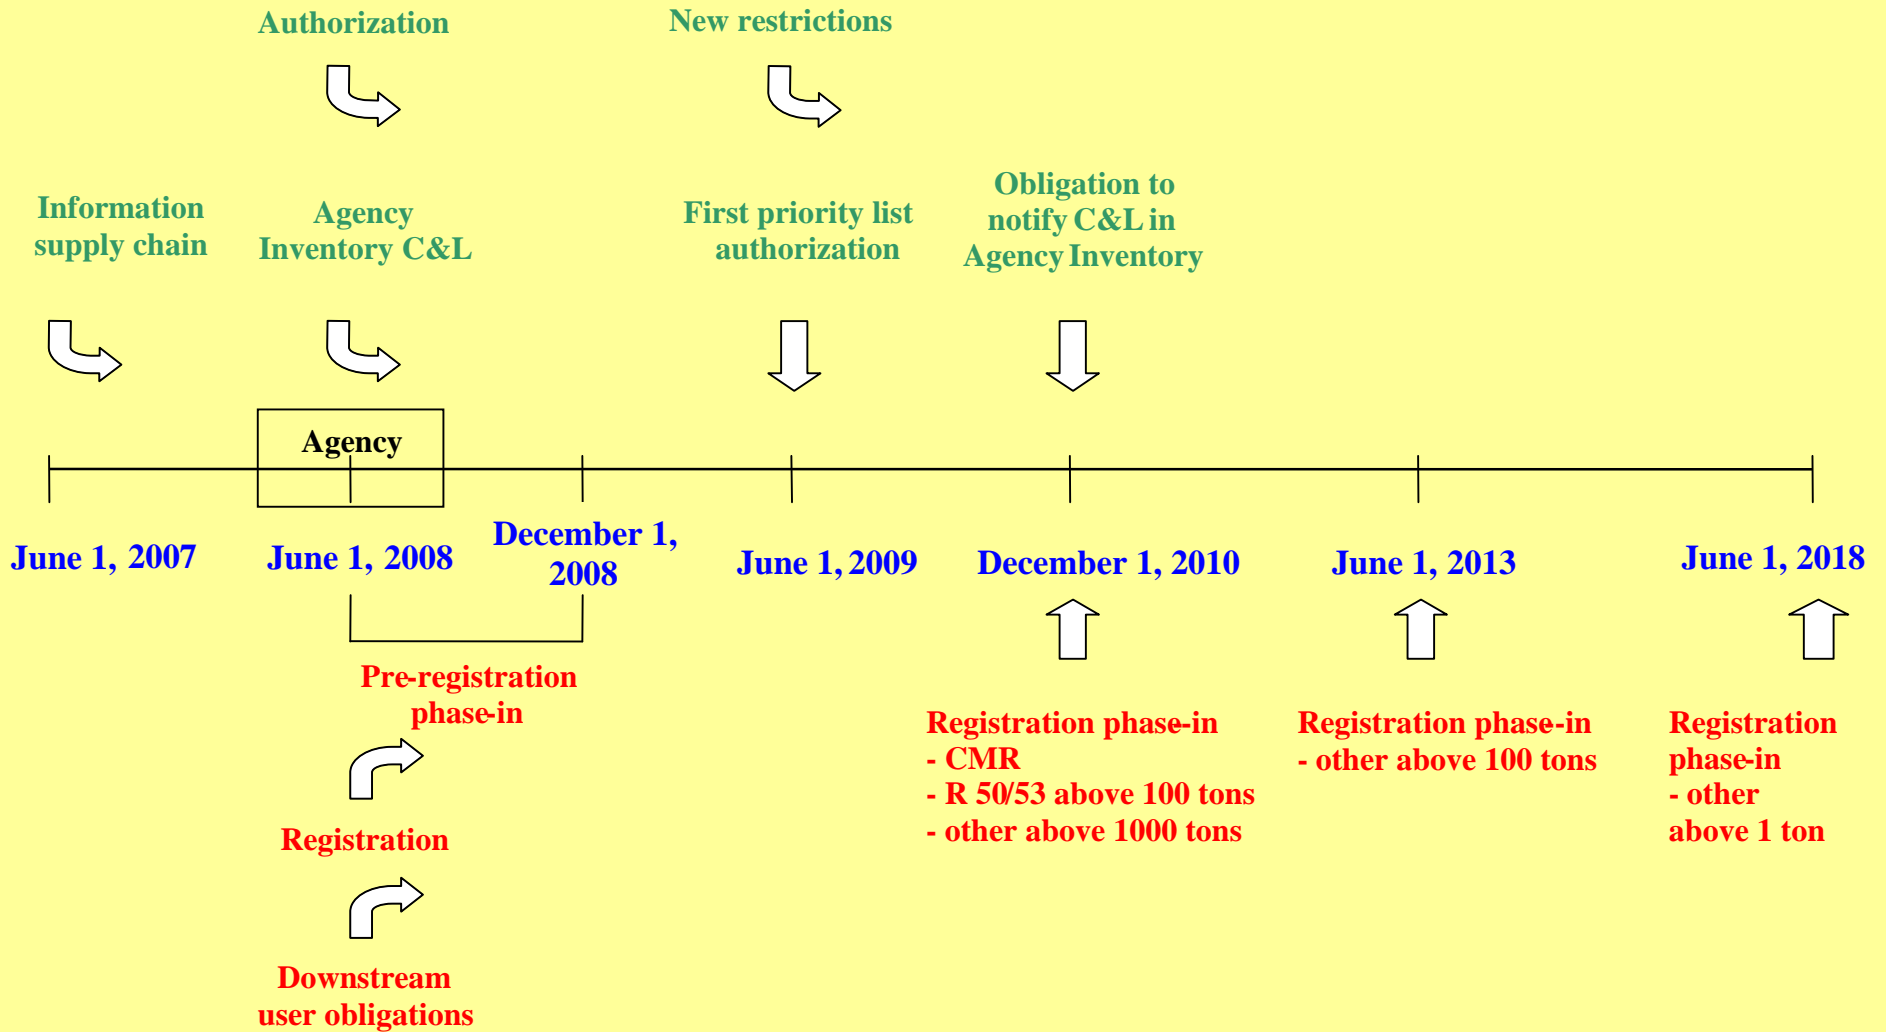 Authorization
New restrictions
Information
supply chain
Agency
Inventory C&L
First priority list
authorization
Obligation to
notify C&L in
Agency Inventory
Agency
June 1, 2007
June 1, 2008
December 1,
2008
June 1, 2009
December 1, 2010
June 1, 2013
June 1, 2018
Pre-registration
phase-in
Registration
Downstream
user obligations
Registration phase-in
- CMR
- R 50/53 above 100 tons
- other above 1000 tons
Registration phase-in
- other above 100 tons
Registration
phase-in
- other
above 1 ton